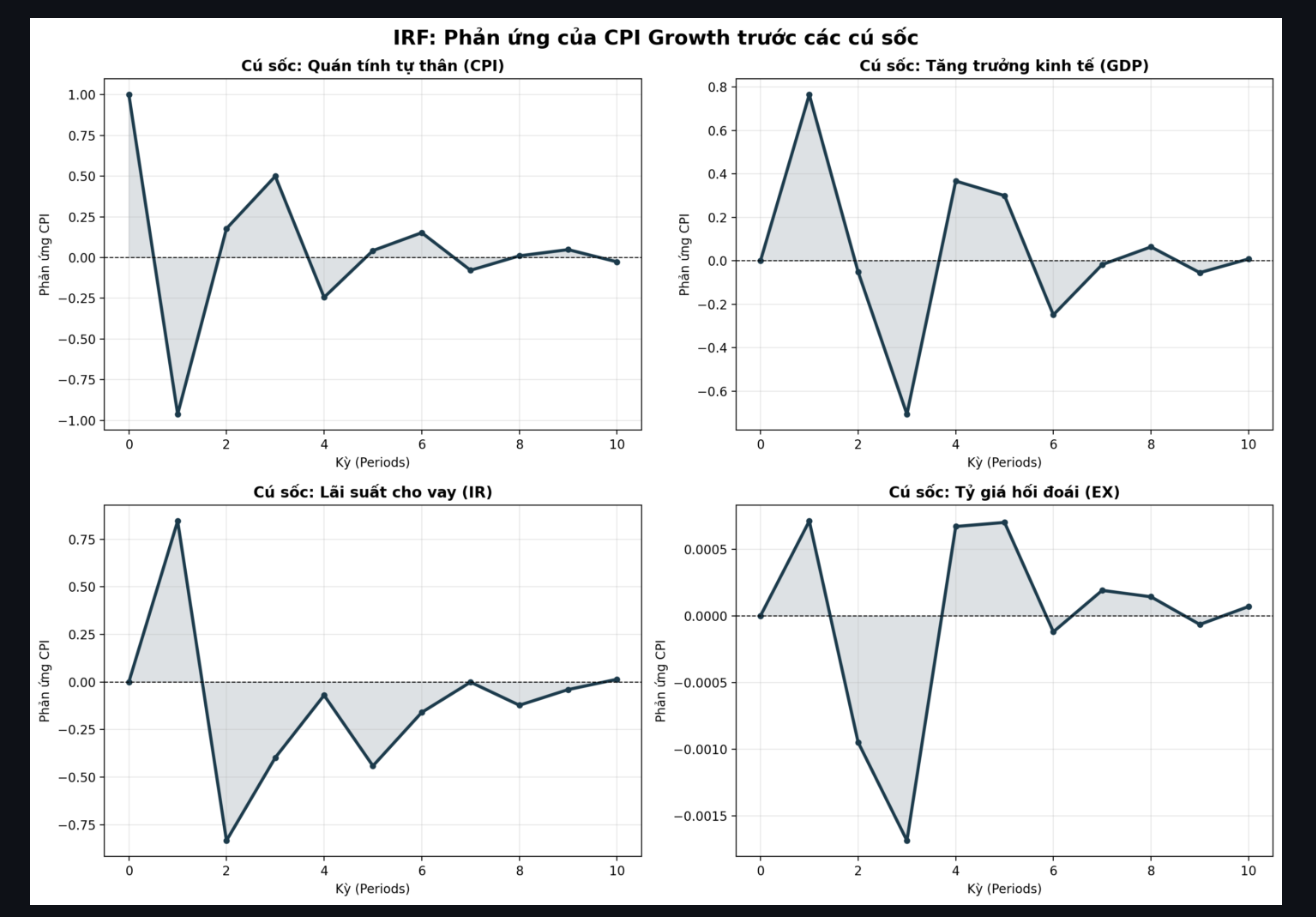 IRF: Phản ứng của CPI Growth trước các cú sốc
Cú sốc: Quán tính tự thân (CPI)
1.00
0.75
0.50
0.25
0.00
−0.25
−0.50
−0.75
−1.00
Phản ứng CPI
0 2 4 6 8 10
Kỳ (Periods)
Cú sốc: Tăng trưởng kinh tế (GDP)
0.8
0.6
0.4
0.2
0.0
−0.2
−0.4
−0.6
Phản ứng CPI
0 2 4 6 8 10
Kỳ (Periods)
Cú sốc: Lãi suất cho vay (IR)
0.75
0.50
0.25
0.00
−0.25
−0.50
−0.75
Phản ứng CPI
0 2 4 6 8 10
Kỳ (Periods)
Cú sốc: Tỷ giá hối đoái (EX)
0.0005
0.0000
−0.0005
−0.0010
−0.0015
Phản ứng CPI
0 2 4 6 8 10
Kỳ (Periods)